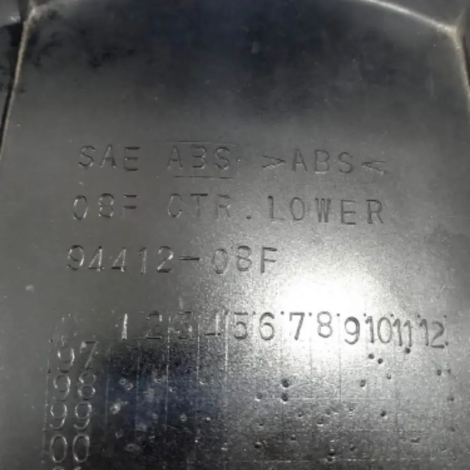 SAE ABS >ABS<
08F CTR. LOWER
94412-08F
1 2 3 4 5 6 7 8 9 10 11 12
97
98
99
00